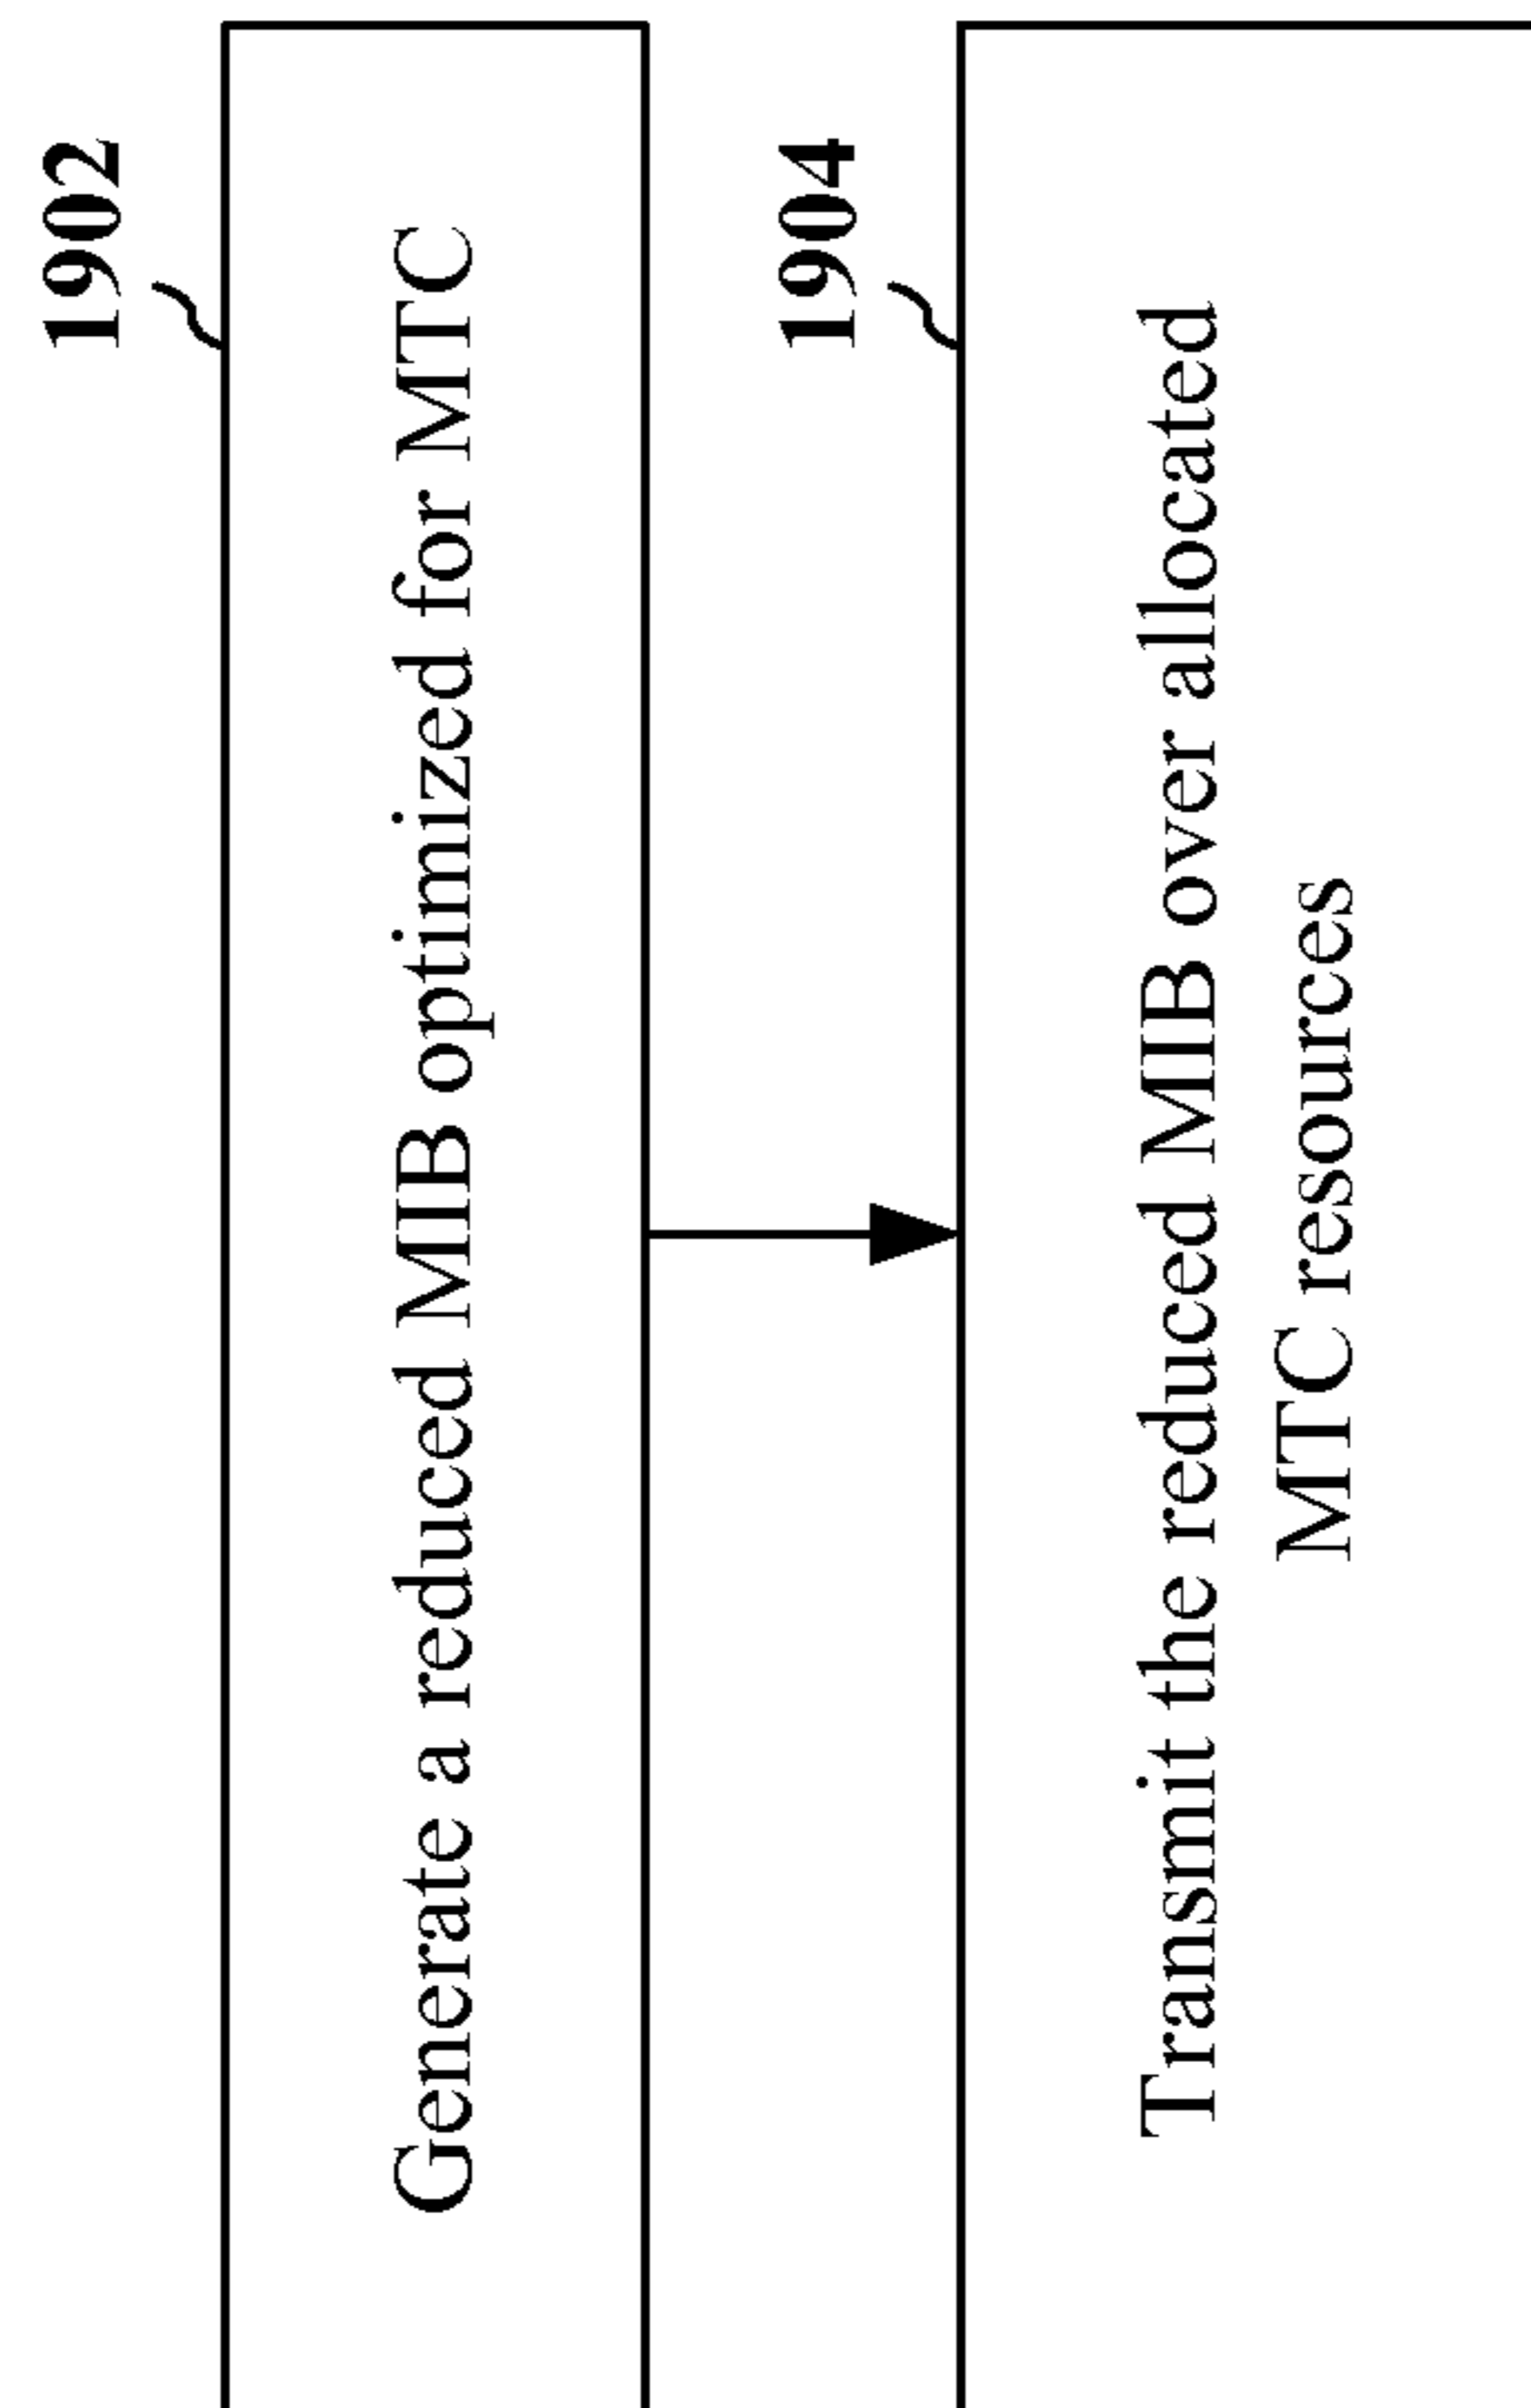 1902
Generate a reduced MIB optimized for MTC
1904
Transmit the reduced MIB over allocated
MTC resources